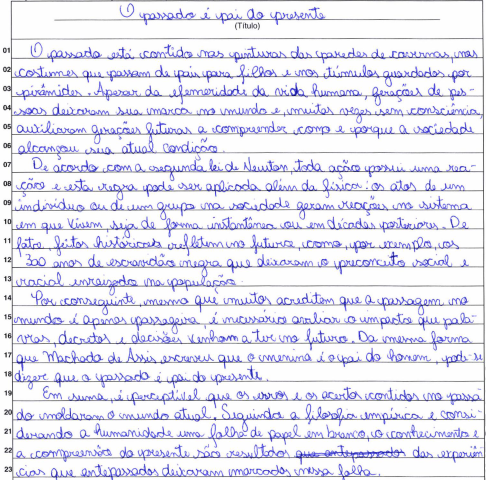 O passado é pai do presente
(Título)
01 O passado está contido nas pinturas das paredes de cavernas, nos
02 costumes que passam de pai para filho e nos túmulos guardados por
03 pirâmides. Apesar da efemeridade da vida humana, gerações de pes-
04 soas deixaram sua marca no mundo e, muitas vezes sem consciência,
05 auxiliaram gerações futuras a compreender como e porque a sociedade
06 alcançou sua atual condição.
07 De acordo com a segunda lei de Newton, toda ação possui uma rea-
08 ção e esta regra pode ser aplicada além da física: os atos de um
09 indivíduo ou de um grupo na sociedade geram reações no sistema
10 em que vivem, seja de forma instantânea ou em décadas posteriores. De
11 fato, feitos históricos refletem no futuro, como, por exemplo, os
12 300 anos de escravidão negra que deixaram o preconceito social e
13 racial enraizado na população.
14 Por conseguinte, mesmo que muitos acreditem que a passagem no
15 mundo é apenas passageira, é necessário avaliar o impacto que pala-
16 vras, decretos e decisões venham a ter no futuro. Da mesma forma
17 que Machado de Assis escreveu que o menino é o pai do homem, pode-se
18 dizer que o passado é pai do presente.
19 Em suma, é perceptível que os erros e os acertos contidos no passa-
20 do moldaram o mundo atual. Seguindo a filosofia empírica e consi-
21 derando a humanidade uma folha de papel em branco, o conhecimento e
22 a compreensão do presente são resultados que antepassados das experiên-
23 cias que antepassados deixaram marcados nessa folha.